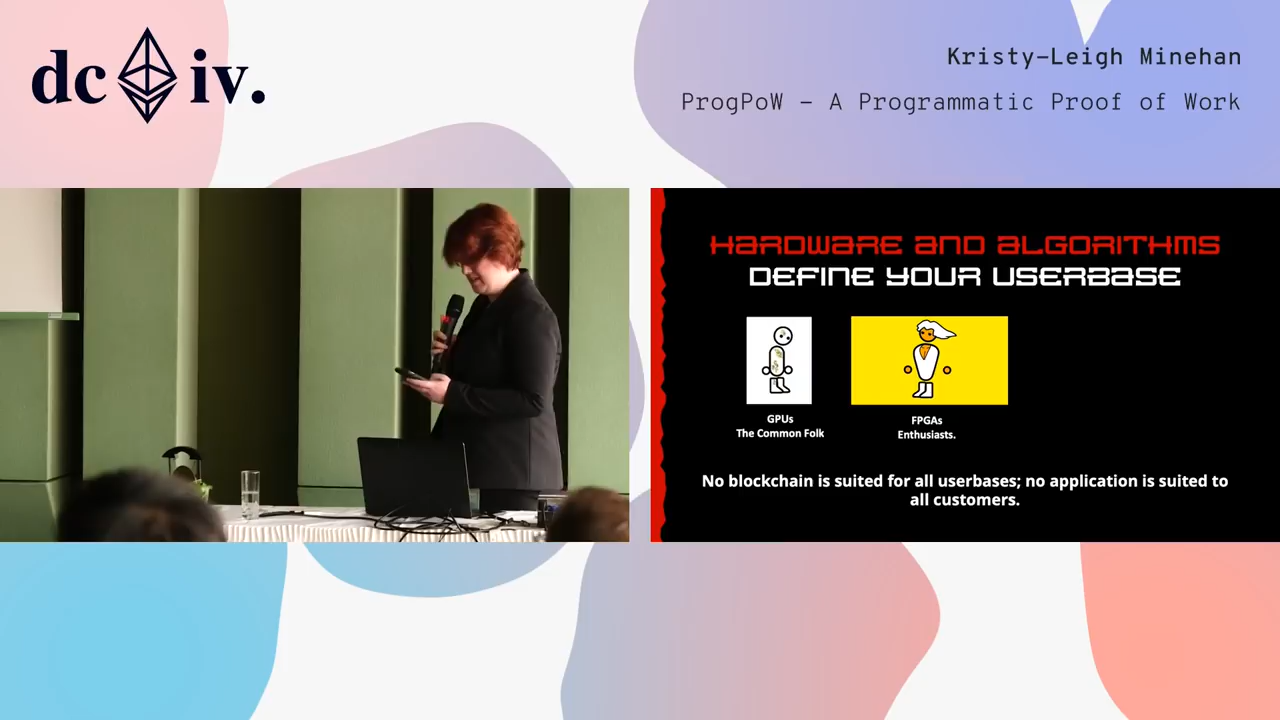 dc iv.
Kristy-Leigh Minehan
ProgPoW - A Programmatic Proof of Work
HARDWARE AND ALGORITHMS
DEFINE YOUR USERBASE
GPUs
The Common Folk
FPGAs
Enthusiasts.
No blockchain is suited for all userbases; no application is suited to
all customers.